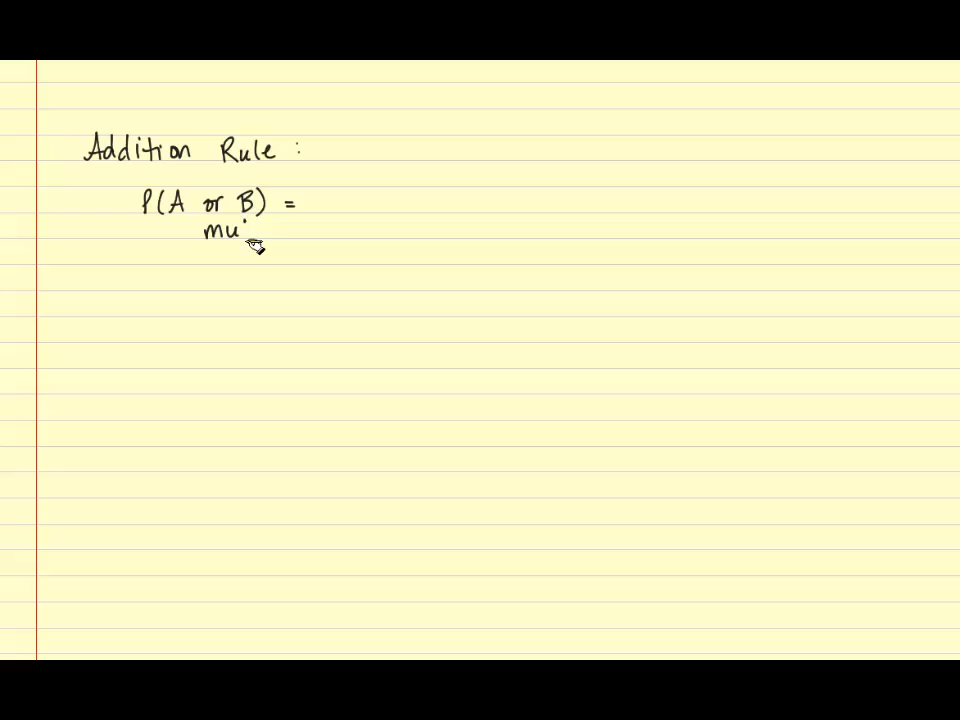 Addition Rule :
P(A or B) =
mu